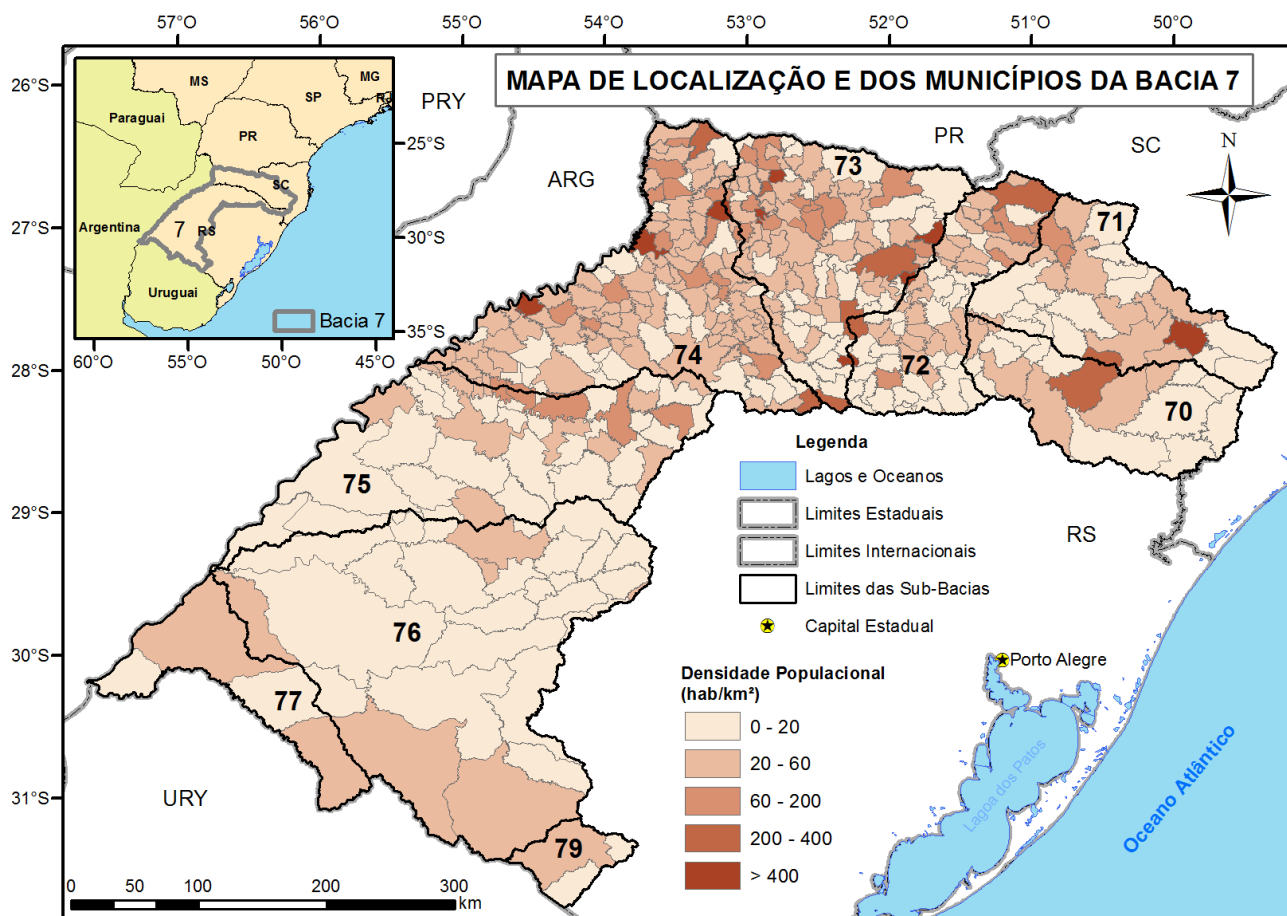 57°O 56°O 55°O 54°O 53°O 52°O 51°O 50°O
MAPA DE LOCALIZAÇÃO E DOS MUNICÍPIOS DA BACIA 7
26°S
27°S
28°S
29°S
30°S
31°S
MS
MG
SP
RJ
Paraguai
PR
SC
Argentina
7
RS
Uruguai
Bacia 7
25°S
30°S
35°S
60°O 55°O 50°O 45°O
PRY
ARG
PR
SC
N
73
71
74
72
70
75
76
77
79
RS
URY
Legenda
Lagos e Oceanos
Limites Estaduais
Limites Internacionais
Limites das Sub-Bacias
Capital Estadual
Porto Alegre
Densidade Populacional
(hab/km²)
0 - 20
20 - 60
60 - 200
200 - 400
> 400
Lagoa dos Patos
Oceano Atlântico
0 50 100 200 300
km